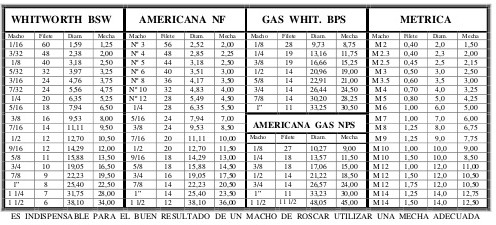 WHITWORTH BSW
Macho Filete Diam. Mecha
1/16 60 1,59 1,25
3/32 48 2,38 2,00
1/8 40 3,18 2,50
5/32 32 3,97 3,25
3/16 24 4,76 3,75
7/32 24 5,56 4,75
1/4 20 6,35 5,25
5/16 18 7,94 6,50
3/8 16 9,53 8,00
7/16 14 11,11 9,50
1/2 12 12,70 10,50
9/16 12 14,29 12,00
5/8 11 15,88 13,50
3/4 10 19,05 16,50
7/8 9 22,23 19,50
1" 8 25,40 22,50
1 1/4 7 31,75 28,00
1 1/2 6 38,10 34,00
AMERICANA NF
Macho Filete Diam. Mecha
Nº 3 56 2,52 2,00
Nº 4 48 2,85 2,25
Nº 5 44 3,18 2,50
Nº 6 40 3,51 3,00
Nº 8 36 4,17 3,50
Nº 10 32 4,83 4,00
Nº 12 28 5,49 4,50
1/4 28 6,35 5,50
5/16 24 7,94 7,00
3/8 24 9,53 8,50
7/16 20 11,11 10,00
1/2 20 12,70 11,50
9/16 18 14,29 13,00
5/8 18 15,88 14,50
3/4 16 19,05 17,50
7/8 14 22,23 20,50
1" 14 25,40 23,50
1 1/2 12 38,10 36,00
GAS WHIT. BPS
Macho Filete Diam. Mecha
1/8 28 9,73 8,75
1/4 19 13,16 11,75
3/8 19 16,66 15,25
1/2 14 20,96 19,00
5/8 14 22,91 21,00
3/4 14 26,44 24,50
7/8 14 30,20 28,25
1" 11 33,25 30,50
AMERICANA GAS NPS
Macho Filete Diam. Mecha
1/8 27 10,27 9,00
1/4 18 13,57 11,50
3/8 18 17,06 15,00
1/2 14 21,22 18,50
3/4 14 26,57 24,00
1" 11 1/2 33,25 30,50
1 1/2 11 1/2 48,05 45,00
METRICA
Macho Filete Diam. Mecha
M 2 0,40 2,0 1,50
M 2.5 0,45 2,5 2,15
M 3 0,50 3,0 2,50
M 3.5 0,60 3,5 3,00
M 4 0,70 4,0 3,25
M 5 0,80 5,0 4,25
M 6 1,00 6,0 5,00
M 7 1,00 7,0 6,00
M 8 1,25 8,0 6,75
M 9 1,25 9,0 7,75
M 10 1,00 10,0 9,00
M 10 1,50 10,0 8,50
M 12 1,00 12,0 11,00
M 12 1,25 12,0 10,75
M 12 1,75 12,0 10,50
M 14 1,25 14,0 12,75
M 14 1,50 14,0 12,50
ES INDISPENSABLE PARA EL BUEN RESULTADO DE UN MACHO DE ROSCAR UTILIZAR UNA MECHA ADECUADA